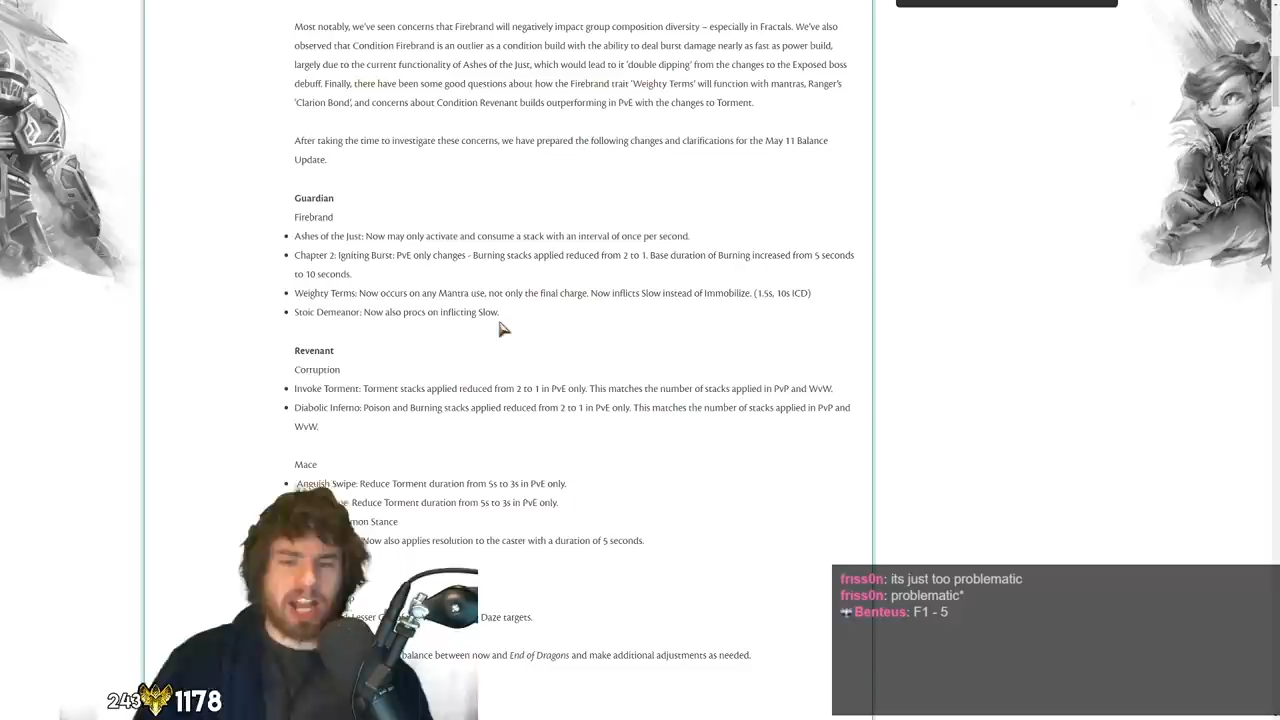 Most notably, we've seen concerns that Firebrand will negatively impact group composition diversity – especially in Fractals. We've also
observed that Condition Firebrand is an outlier as a condition build with the ability to deal burst damage nearly as fast as power build,
largely due to the current functionality of Ashes of the Just, which would lead to it 'double dipping' from the changes to the Exposed boss
debuff. Finally, there have been some good questions about how the Firebrand trait 'Weighty Terms' will function with mantras, Ranger's
'Clarion Bond', and concerns about Condition Revenant builds outperforming in PvE with the changes to Torment.
After taking the time to investigate these concerns, we have prepared the following changes and clarifications for the May 11 Balance
Update.
Guardian
Firebrand
• Ashes of the Just: Now may only activate and consume a stack with an interval of once per second.
• Chapter 2: Igniting Burst: PvE only changes - Burning stacks applied reduced from 2 to 1. Base duration of Burning increased from 5 seconds
to 10 seconds.
• Weighty Terms: Now occurs on any Mantra use, not only the final charge. Now inflicts Slow instead of Immobilize. (1.5s, 10s ICD)
• Stoic Demeanor: Now also procs on inflicting Slow.
Revenant
Corruption
• Invoke Torment: Torment stacks applied reduced from 2 to 1 in PvE only. This matches the number of stacks applied in PvP and WvW.
• Diabolic Inferno: Poison and Burning stacks applied reduced from 2 to 1 in PvE only. This matches the number of stacks applied in PvP and
WvW.
Mace
• Anguish Swipe: Reduce Torment duration from 5s to 3s in PvE only.
Reduce Torment duration from 5s to 3s in PvE only.
mon Stance
Now also applies resolution to the caster with a duration of 5 seconds.
Lesser
Daze targets.
balance between now and End of Dragons and make additional adjustments as needed.
friss0n: its just too problematic
friss0n: problematic*
Benteus: F1 - 5
243 1178